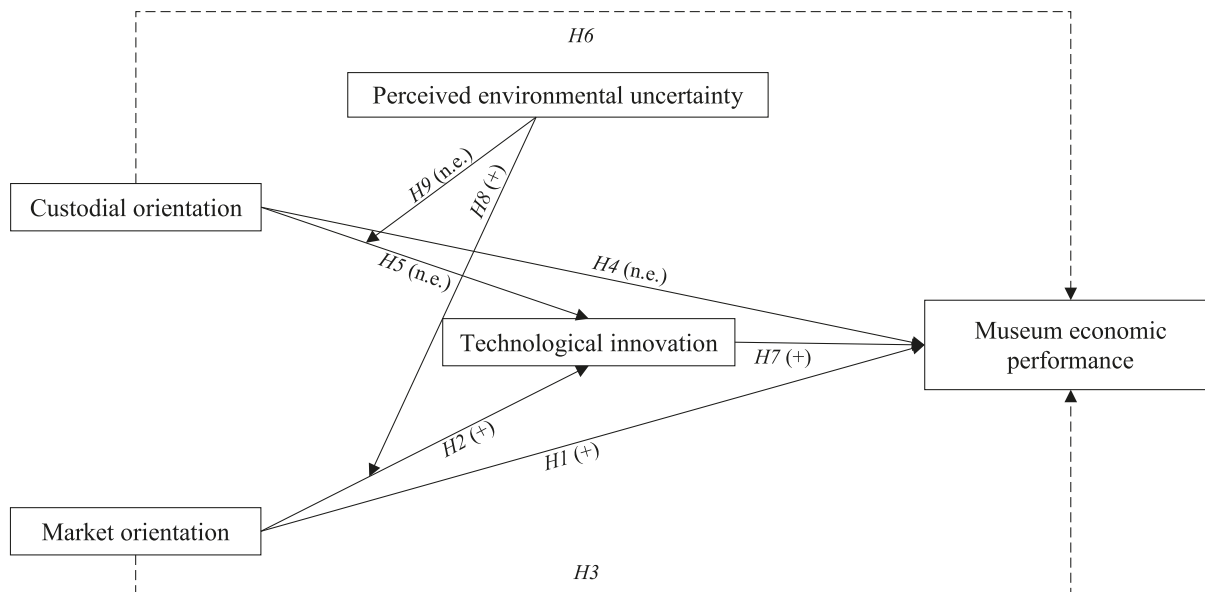 H6
Perceived environmental uncertainty
H9 (n.e.)
H8 (+)
Custodial orientation
H5 (n.e.)
H4 (n.e.)
Technological innovation
H7 (+)
Museum economic
performance
H2 (+)
H1 (+)
Market orientation
H3